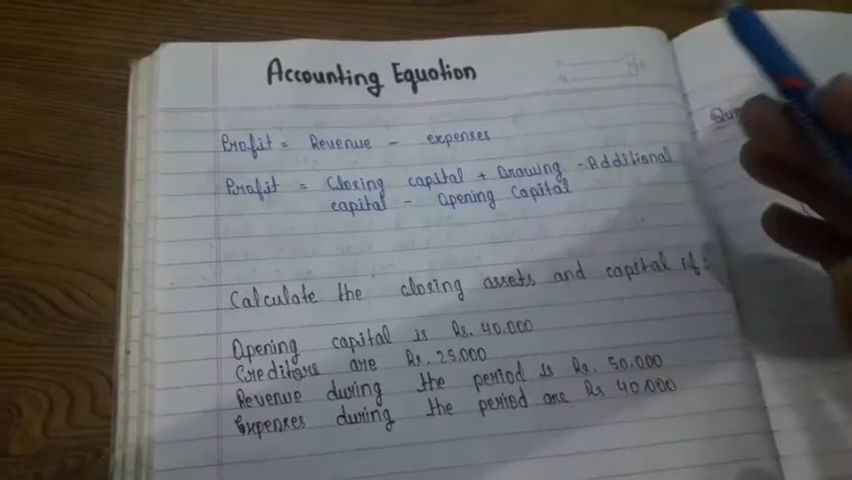 Accounting Equation
Profit = Revenue - expenses
Profit = Closing capital + Drawing - Additional
capital - Opening Capital
Calculate the closing assets and capital if:
Opening capital is Rs. 40.000
Creditors are Rs. 25.000
Revenue during the period is Rs. 50.000
Expenses during the period are Rs 40.000